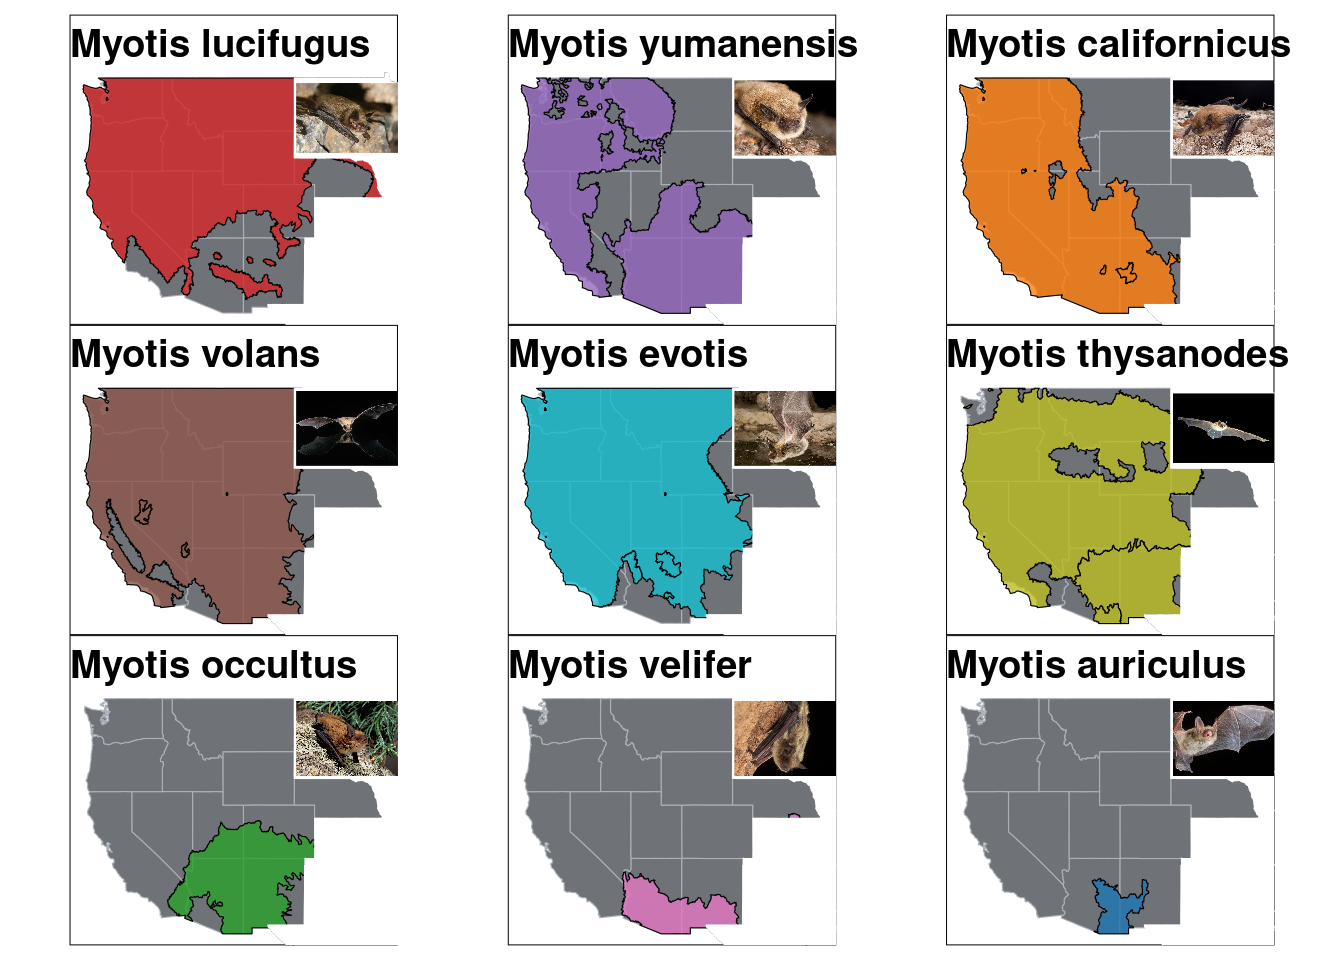 Myotis lucifugus
Myotis yumanensis
Myotis californicus
Myotis volans
Myotis evotis
Myotis thysanodes
Myotis occultus
Myotis velifer
Myotis auriculus